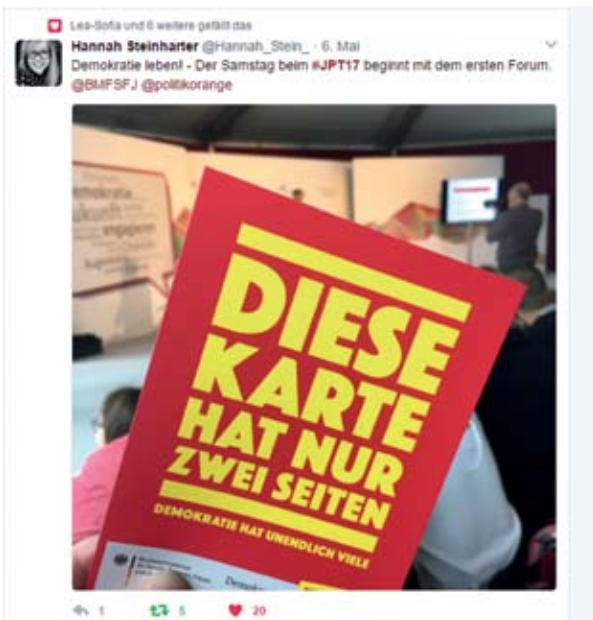 Lea-Sofia und 6 weitere gefällt das
Hannah Steinharter @Hannah_Stein_ · 6. Mai
Demokratie leben! - Der Samstag beim #JPT17 beginnt mit dem ersten Forum.
@BMFSFJ @politikorange
DIESE
KARTE
HAT NUR
ZWEI SEITEN
DEMOKRATIE HAT UNENDLICH VIELE
1 5 20